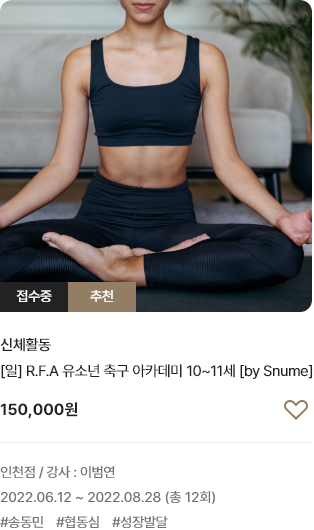 접수중 추천
신체활동
[일] R.F.A 유소년 축구 아카데미 10~11세 [by Snume]
150,000원
인천점 / 강사 : 이범연
2022.06.12 ~ 2022.08.28 (총 12회)
#송동민 #협동심 #성장발달